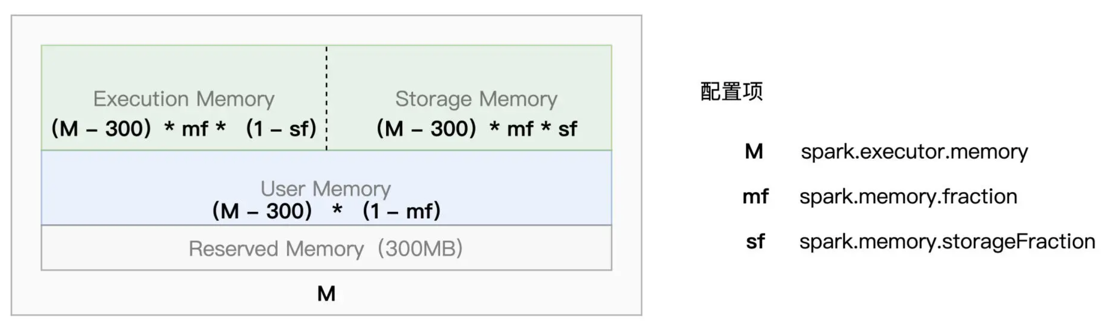 Execution Memory
（M – 300）* mf * （1 – sf）
Storage Memory
（M – 300）* mf * sf
User Memory
（M – 300） * （1 – mf）
Reserved Memory（300MB）
M
配置项
M spark.executor.memory
mf spark.memory.fraction
sf spark.memory.storageFraction